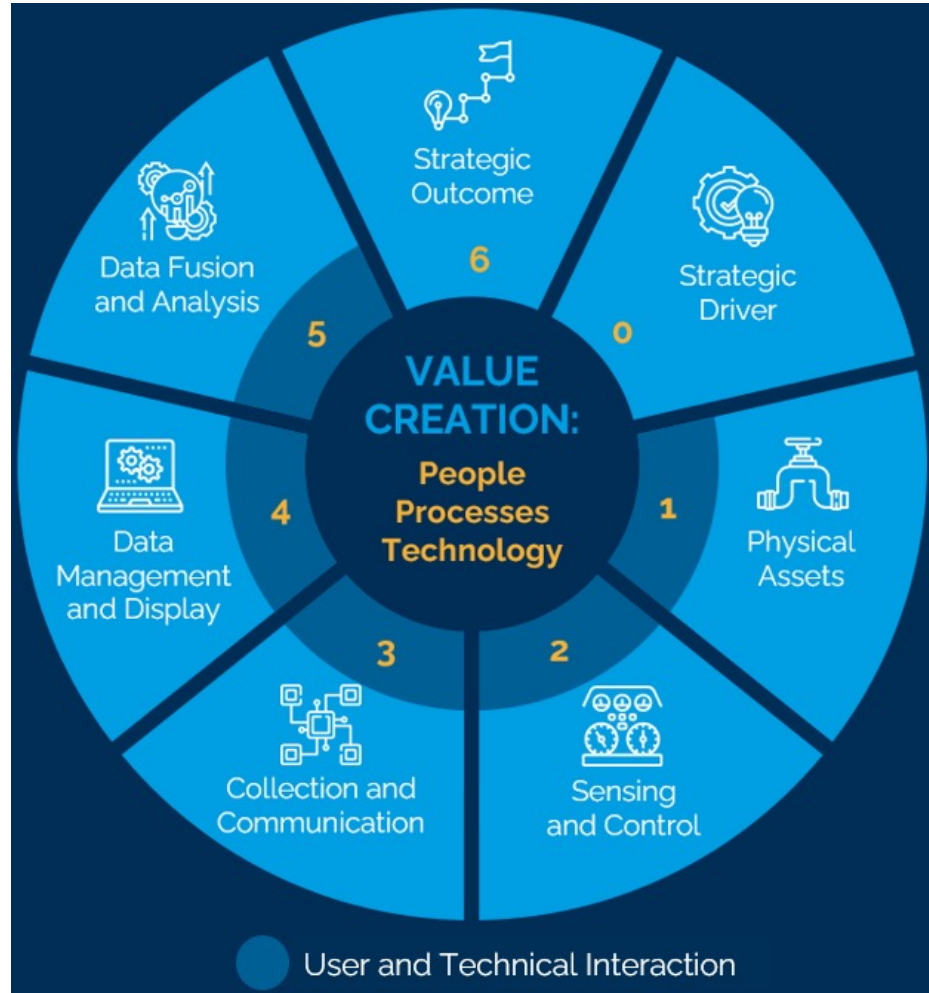 Strategic
Outcome
6
Strategic
Driver
0
Physical
Assets
1
Sensing
and Control
2
Collection and
Communication
3
Data
Management
and Display
4
Data Fusion
and Analysis
5
VALUE
CREATION:
People
Processes
Technology
User and Technical Interaction